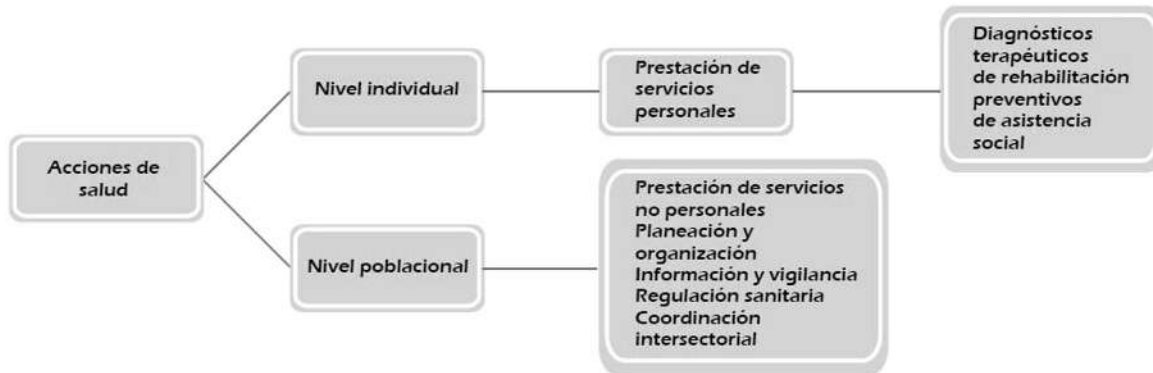 Acciones de
salud
Nivel individual
Prestación de
servicios
personales
Diagnósticos
terapéuticos
de rehabilitación
preventivos
de asistencia
social
Nivel poblacional
Prestación de servicios
no personales
Planeación y
organización
Información y vigilancia
Regulación sanitaria
Coordinación
intersectorial